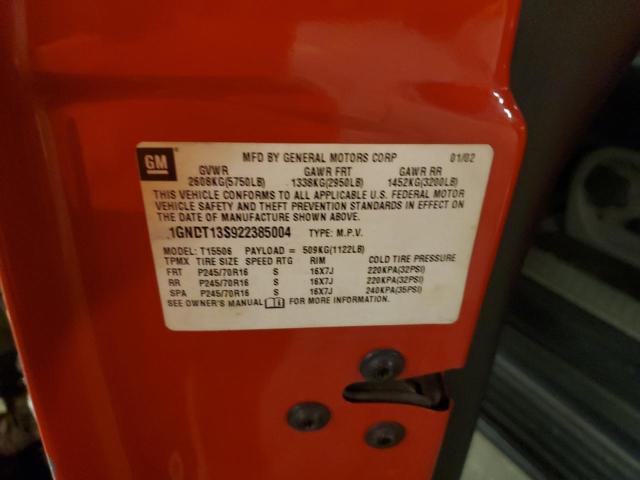 GM MFD BY GENERAL MOTORS CORP 01/02
GVWR GAWR FRT GAWR RR
2608KG(5750LB) 1338KG(2950LB) 1452KG(3200LB)
THIS VEHICLE CONFORMS TO ALL APPLICABLE U.S. FEDERAL MOTOR
VEHICLE SAFETY AND THEFT PREVENTION STANDARDS IN EFFECT ON
THE DATE OF MANUFACTURE SHOWN ABOVE.
1GNDT13S922385004 TYPE: M.P.V.
MODEL: T15506 PAYLOAD = 509KG(1122LB)
TPMX TIRE SIZE SPEED RTG RIM COLD TIRE PRESSURE
FRT P245/70R16 S 16X7J 220KPA(32PSI)
RR P245/70R16 S 16X7J 220KPA(32PSI)
SPA P245/70R16 S 16X7J 240KPA(35PSI)
SEE OWNER'S MANUAL FOR MORE INFORMATION.